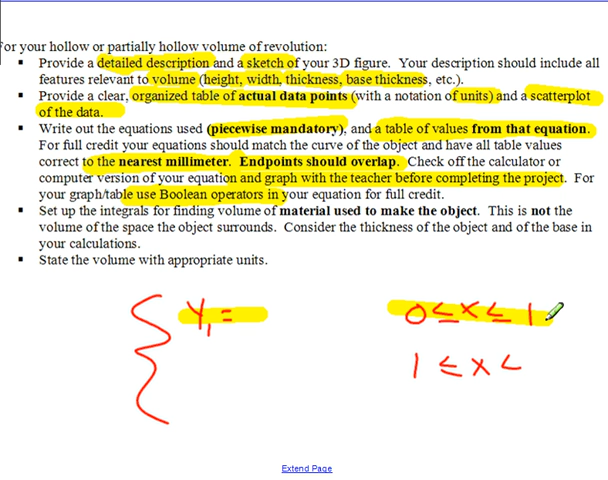 For your hollow or partially hollow volume of revolution:
▪ Provide a detailed description and a sketch of your 3D figure. Your description should include all
features relevant to volume (height, width, thickness, base thickness, etc.).
▪ Provide a clear, organized table of actual data points (with a notation of units) and a scatterplot
of the data.
▪ Write out the equations used (piecewise mandatory), and a table of values from that equation.
For full credit your equations should match the curve of the object and have all table values
correct to the nearest millimeter. Endpoints should overlap. Check off the calculator or
computer version of your equation and graph with the teacher before completing the project. For
your graph/table use Boolean operators in your equation for full credit.
▪ Set up the integrals for finding volume of material used to make the object. This is not the
volume of the space the object surrounds. Consider the thickness of the object and of the base in
your calculations.
▪ State the volume with appropriate units.
{ Y₁ = 0 ≤ x ≤ 1
1 ≤ x <
Extend Page